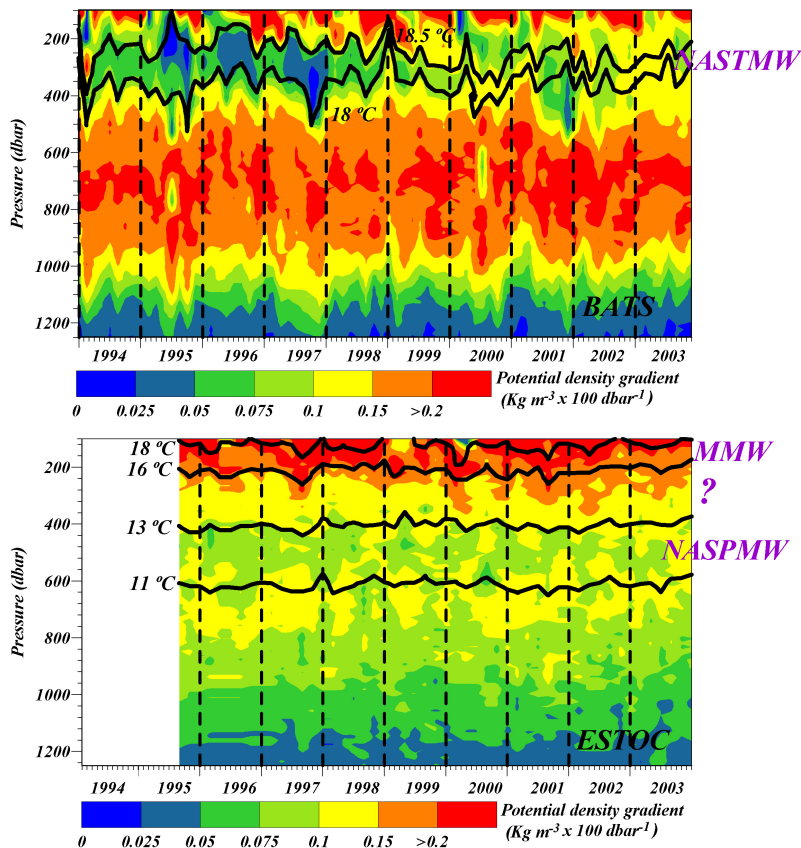 200
18.5 ºC
NASTMW
400
18 ºC
600
Pressure (dbar)
800
1000
1200
BATS
1994 1995 1996 1997 1998 1999 2000 2001 2002 2003
Potential density gradient
0 0.025 0.05 0.075 0.1 0.15 >0.2
(Kg m-3 x 100 dbar-1)
18 ºC
MMW
200
16 ºC
?
400
13 ºC
NASPMW
600
11 ºC
Pressure (dbar)
800
1000
1200
ESTOC
1994 1995 1996 1997 1998 1999 2000 2001 2002 2003
Potential density gradient
0 0.025 0.05 0.075 0.1 0.15 >0.2
(Kg m-3 x 100 dbar-1)